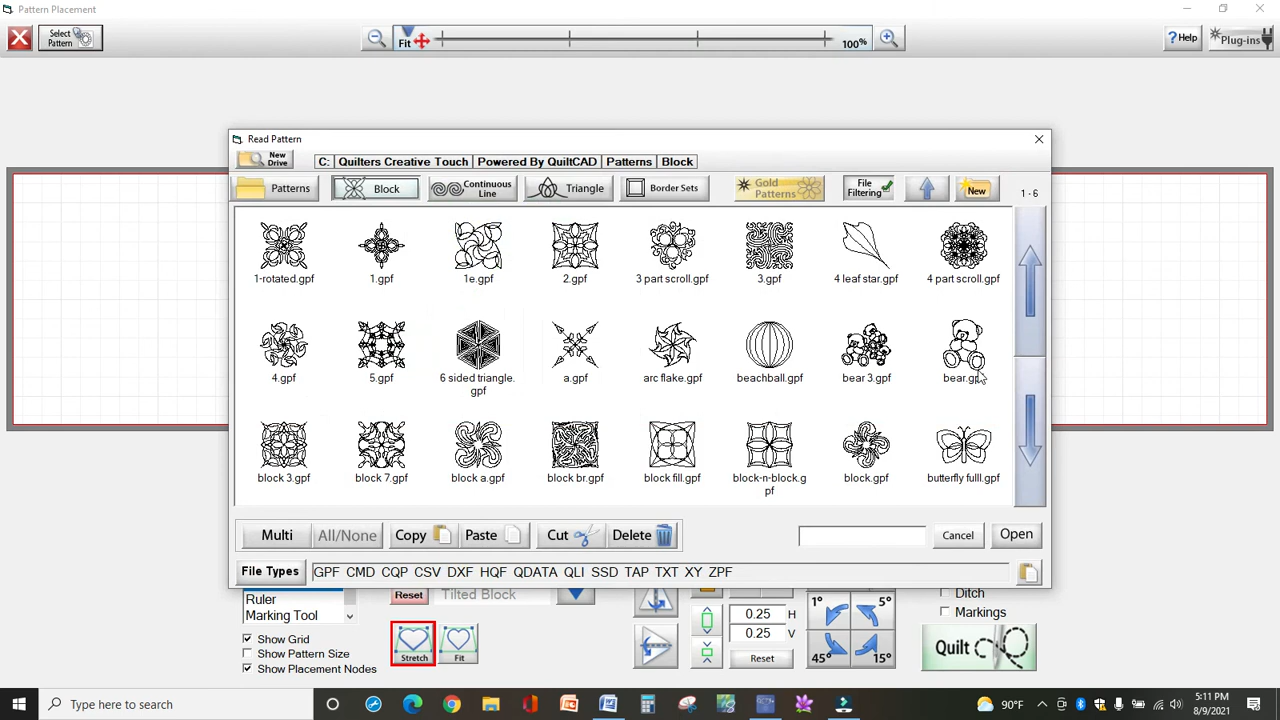 Pattern Placement
Select
Pattern
Fit
100%
?Help
Plug-ins
Read Pattern
New
Drive
C: Quilters Creative Touch Powered By QuiltCAD Patterns Block
Patterns
Block
Continuous
Line
Triangle
Border Sets
Gold
Patterns
File
Filtering
New
1 - 6
1-rotated.gpf 1.gpf 1e.gpf 2.gpf 3 part scroll.gpf 3.gpf 4 leaf star.gpf 4 part scroll.gpf
4.gpf 5.gpf 6 sided triangle.
gpf
a.gpf arc flake.gpf beachball.gpf bear 3.gpf bear.gpf
block 3.gpf block 7.gpf block a.gpf block br.gpf block fill.gpf block-n-block.g
pf
block.gpf butterfly fulll.gpf
Multi All/None Copy Paste Cut Delete Cancel Open
File Types GPF CMD CQP CSV DXF HQF QDATA QLI SSD TAP TXT XY ZPF
Ruler
Marking Tool
Show Grid
Show Pattern Size
Show Placement Nodes
Reset
Tilted Block
Stretch
Fit
0.25 H
0.25 V
Reset
1° 5°
45° 15°
Ditch
Markings
Quilt
Type here to search
90°F
5:11 PM
8/9/2021